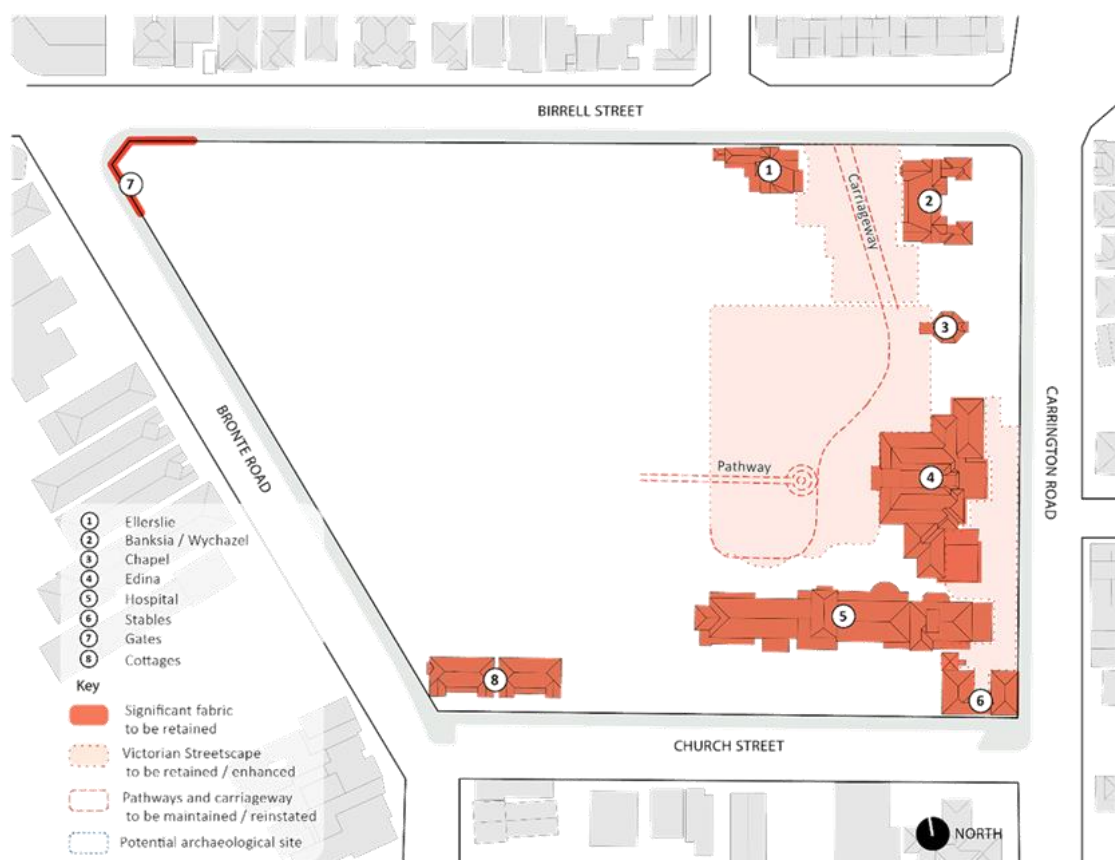 BIRRELL STREET
1
7
2
Carriageway
3
BRONTE ROAD
CARRINGTON ROAD
Pathway
4
1 Ellerslie
2 Banksia / Wychazel
3 Chapel
4 Edina
5 Hospital
6 Stables
7 Gates
8 Cottages
5
8
6
Key
Significant fabric
to be retained
Victorian Streetscape
to be retained / enhanced
Pathways and carriageway
to be maintained / reinstated
Potential archaeological site
CHURCH STREET
NORTH